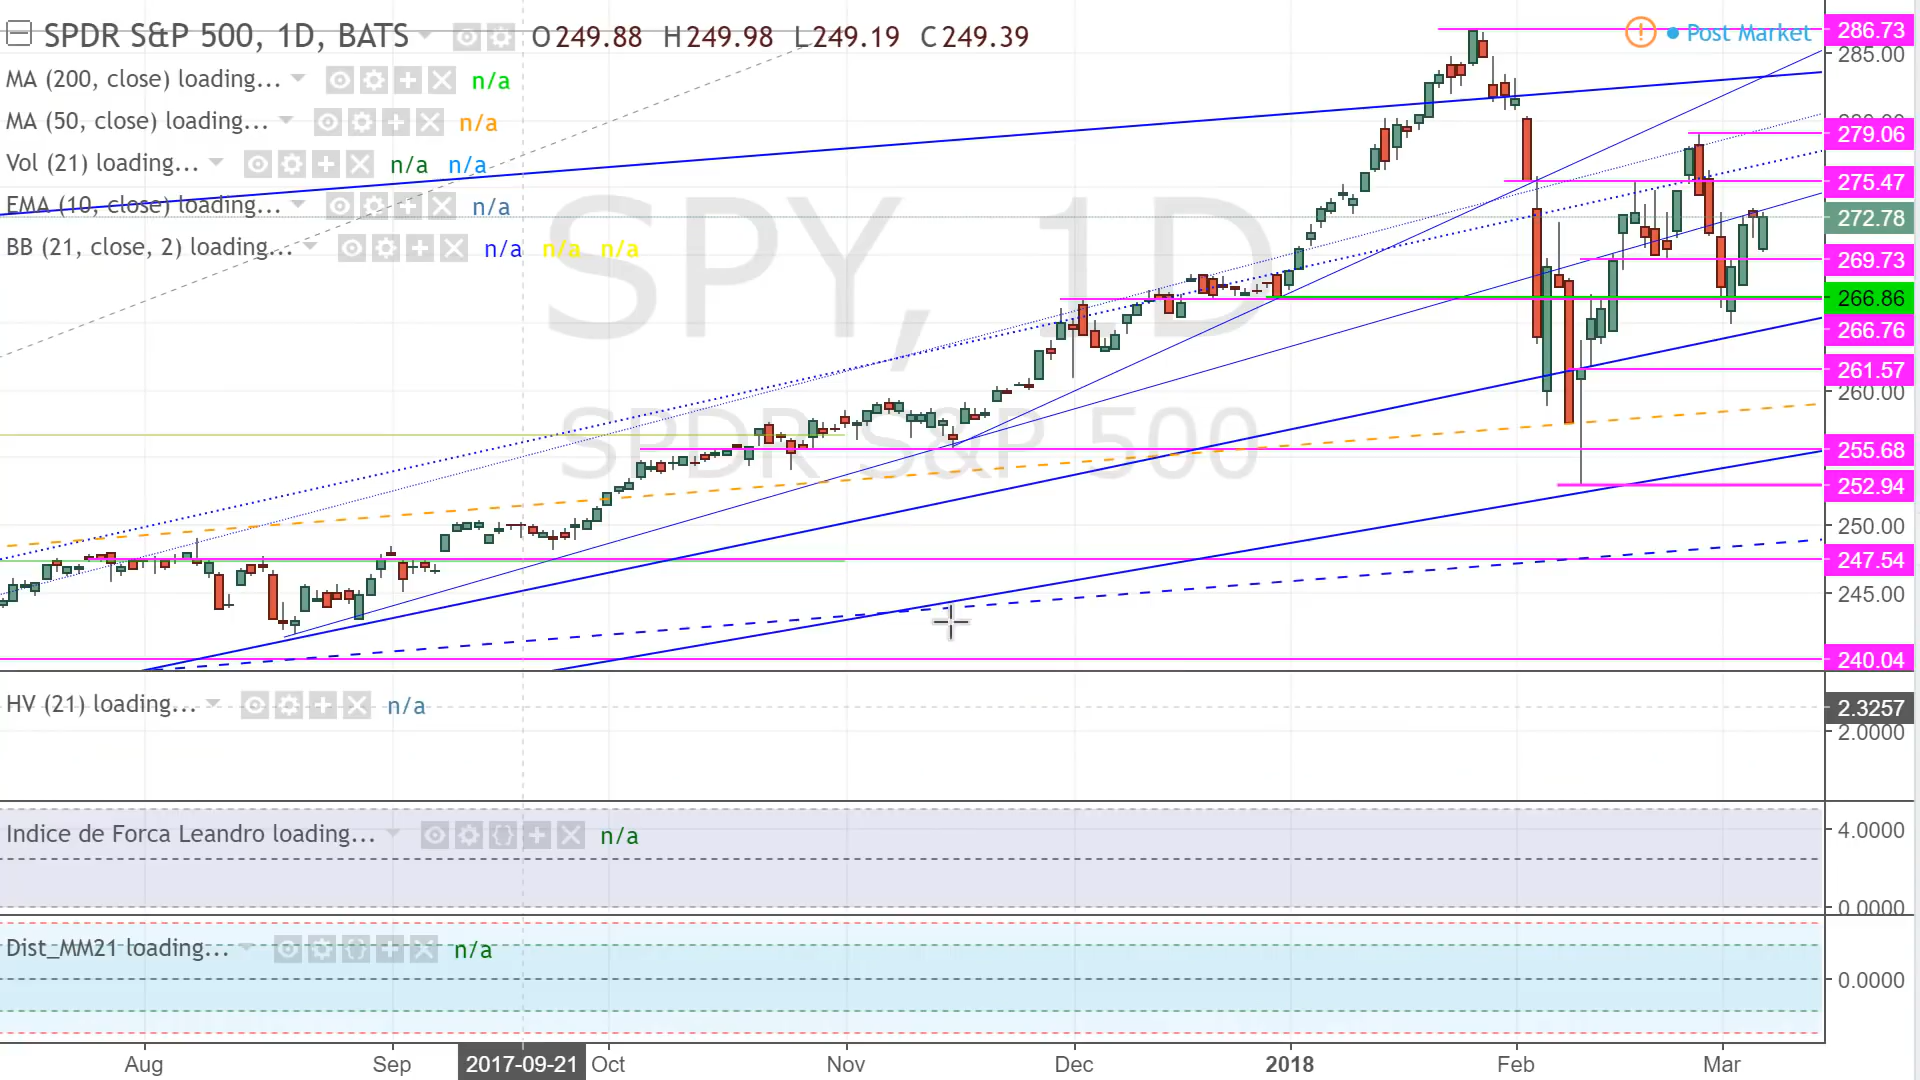 SPDR S&P 500, 1D, BATS O249.88 H249.98 L249.19 C249.39
Post Market
MA (200, close) loading... n/a
MA (50, close) loading... n/a
Vol (21) loading... n/a n/a
EMA (10, close) loading... n/a
BB (21, close, 2) loading... n/a n/a n/a
SPY, 1D
SPDR S&P 500
286.73
285.00
279.06
275.47
272.78
269.73
266.86
266.76
261.57
260.00
255.68
252.94
250.00
247.54
245.00
240.04
HV (21) loading... n/a
2.3257
2.0000
Indice de Forca Leandro loading... n/a
4.0000
0.0000
Dist_MM21 loading... n/a
0.0000
Aug Sep 2017-09-21 Oct Nov Dec 2018 Feb Mar